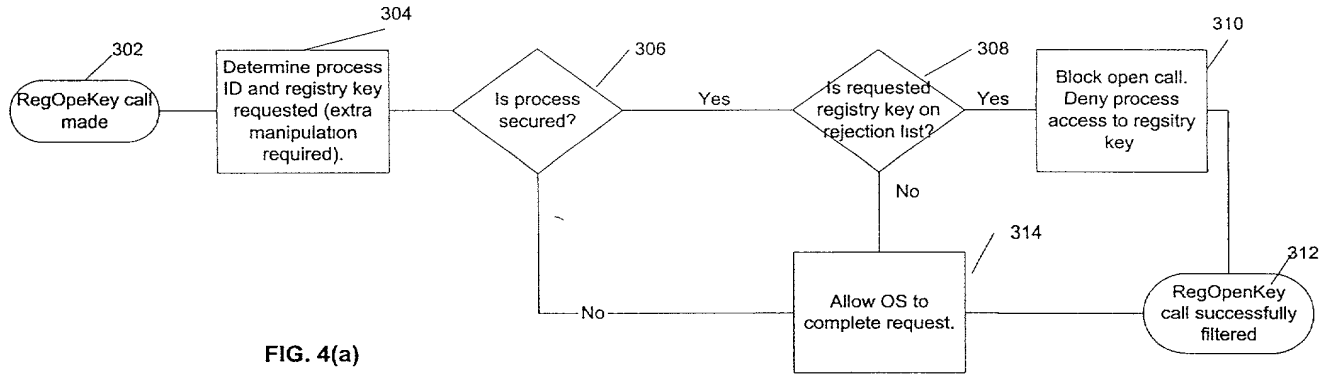 302
RegOpeKey call
made
304
Determine process
ID and registry key
requested (extra
manipulation
required).
306
Is process
secured?
Yes
No
308
Is requested
registry key on
rejection list?
Yes
No
310
Block open call.
Deny process
access to regsitry
key
314
Allow OS to
complete request.
312
RegOpenKey
call successfully
filtered
FIG. 4(a)